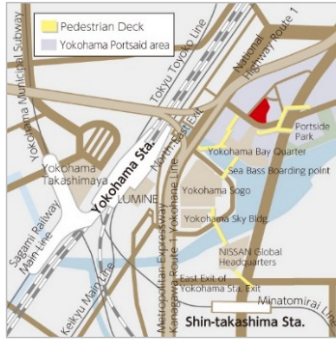 Pedestrian Deck
Yokohama Portsaid area
Yokohama Municipal Subway
Tokyu Toyoko Line
National
Highway Route 1
North-East Exit
Portside
Park
Yokohama Bay Quarter
Sea Bass Boarding point
Yokohama
Takashimaya
Yokohama Sta.
LUMINE
Yokohama Sogo
Sagami Railway
Main Line
Yokohama Sky Bldg.
NISSAN Global
Headquarters
Keikyu Main Line
Metropolitan Expressway
Kanagawa Route 1 Yokohane Line
East Exit of
Yokohama Sta. Exit
Minatomirai Line
Shin-takashima Sta.